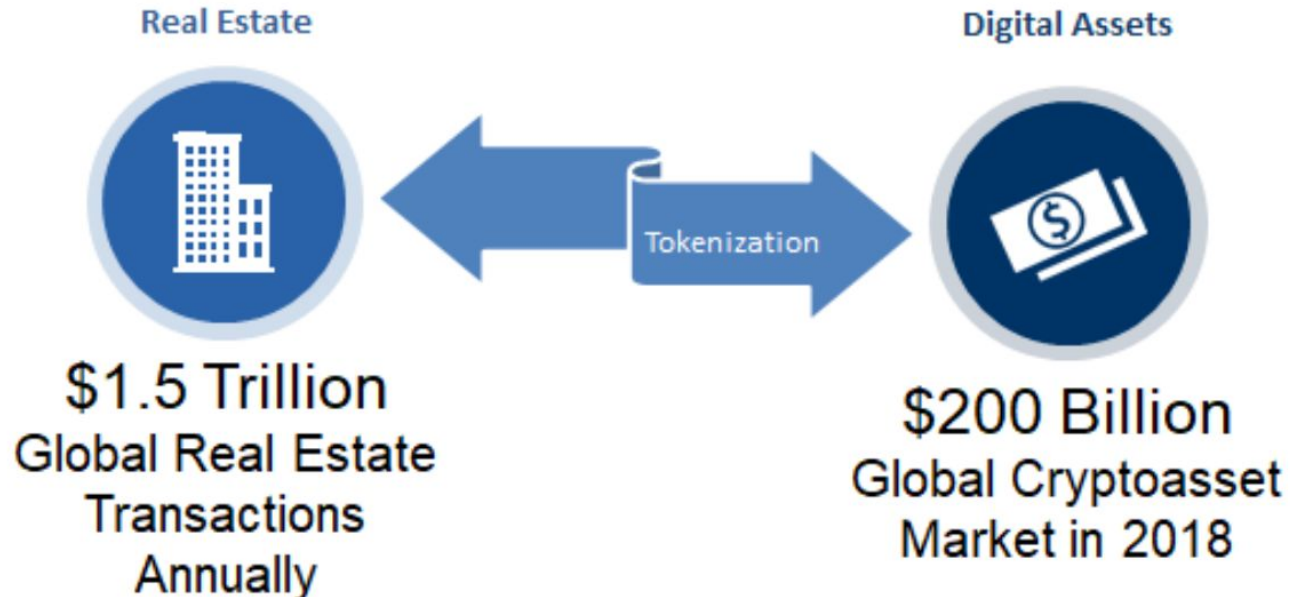 Real Estate
Digital Assets
Tokenization
$
$1.5 Trillion
Global Real Estate
Transactions
Annually
$200 Billion
Global Cryptoasset
Market in 2018